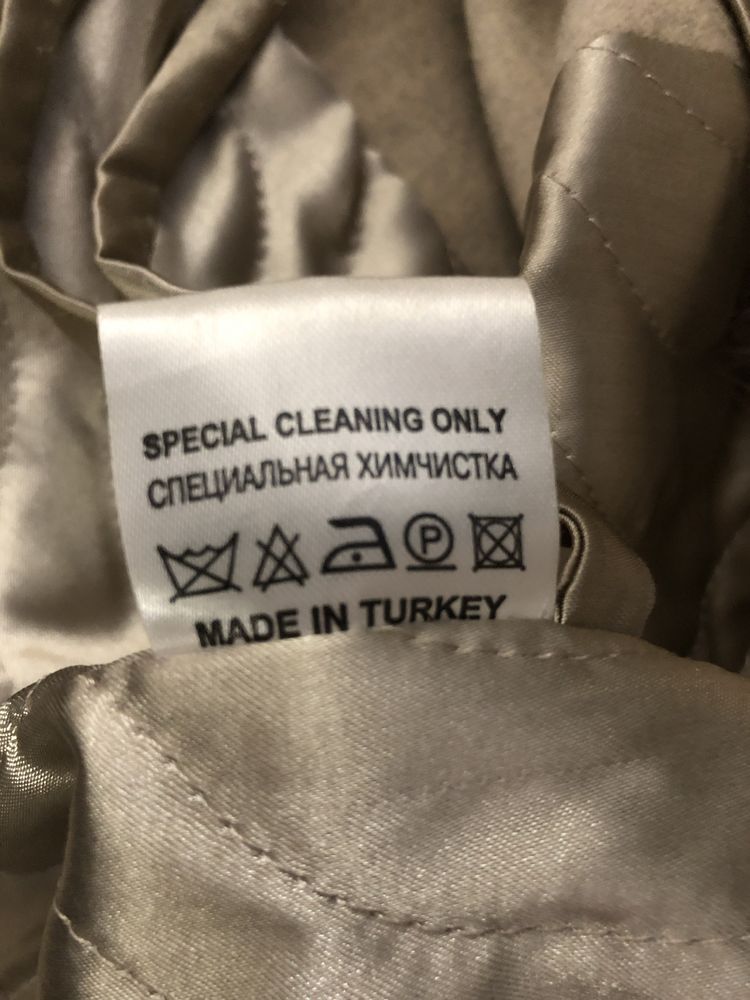 SPECIAL CLEANING ONLY
СПЕЦИАЛЬНАЯ ХИМЧИСТКА
P
MADE IN TURKEY